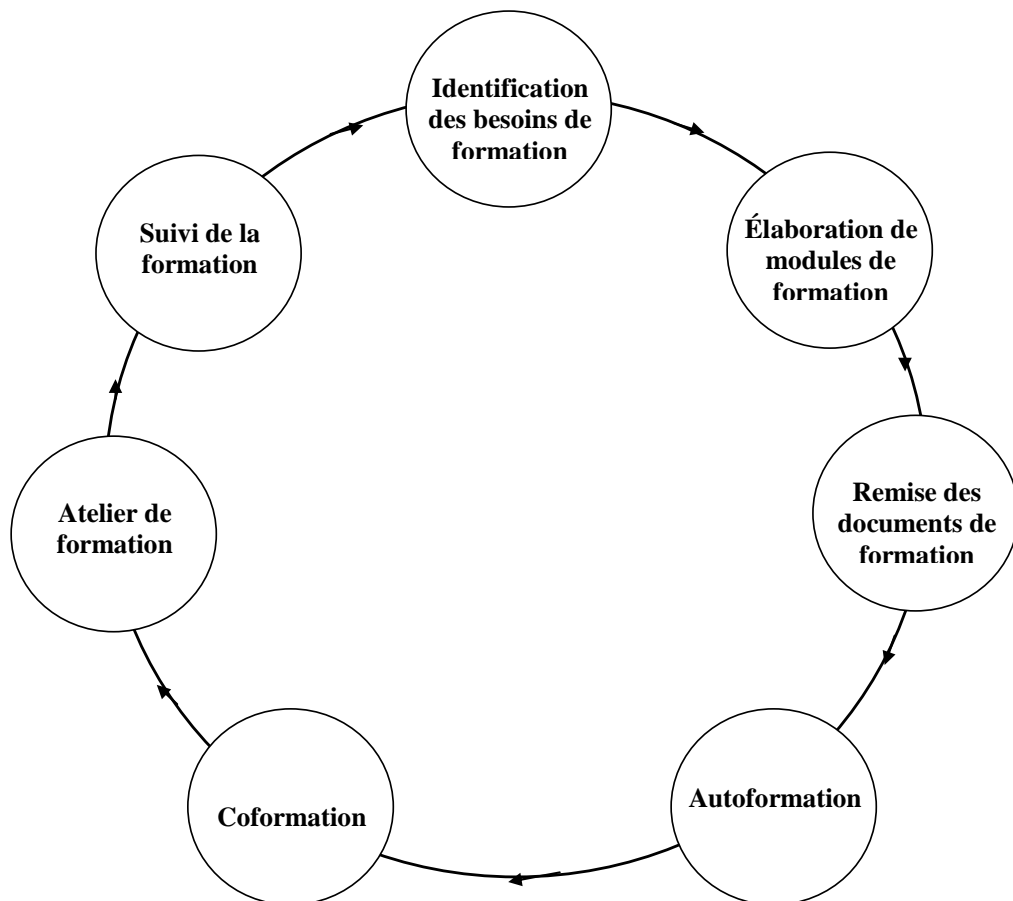 Identification
des besoins de
formation
Élaboration de
modules de
formation
Remise des
documents de
formation
Autoformation
Coformation
Atelier de
formation
Suivi de la
formation